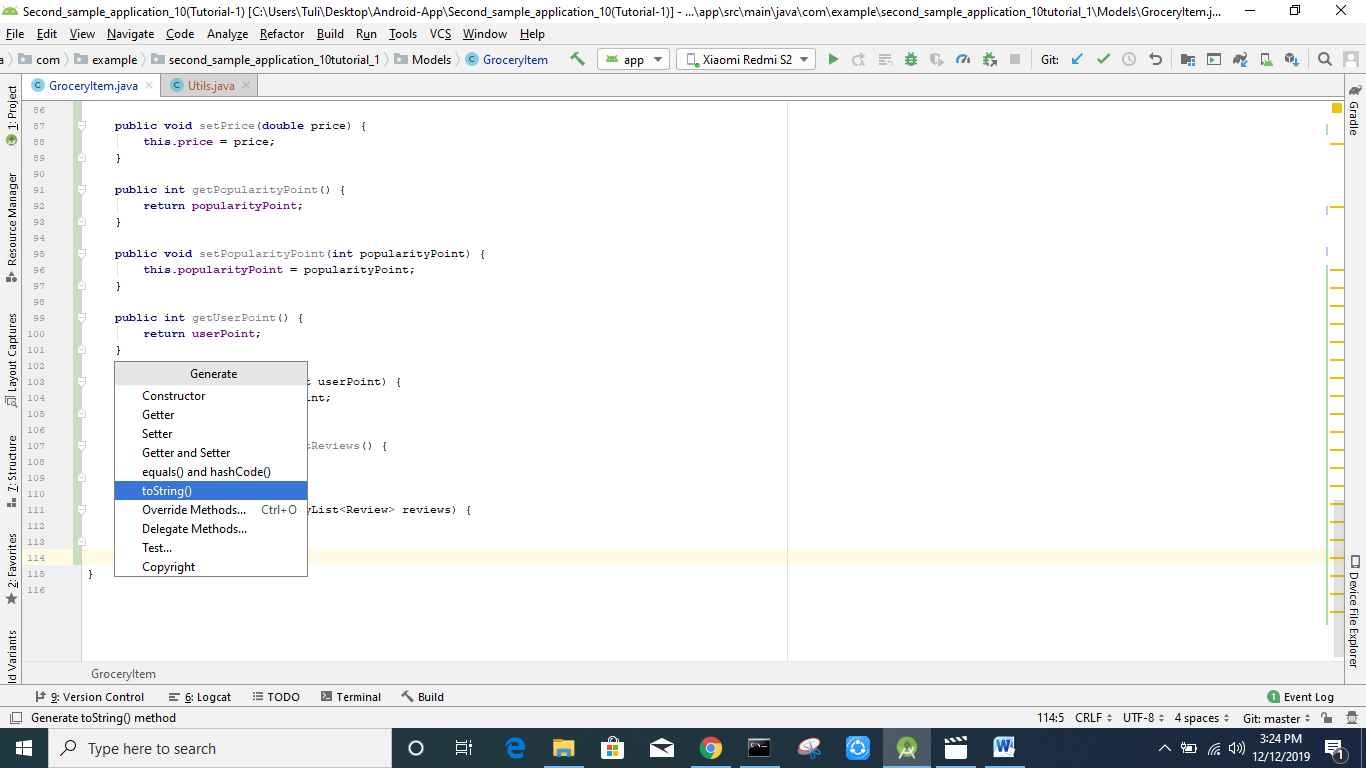 Second_sample_application_10(Tutorial-1) [C:\Users\Tuli\Desktop\Android-App\Second_sample_application_10(Tutorial-1)] - ...\app\src\main\java\com\example\second_sample_application_10tutorial_1\Models\GroceryItem.j...
File Edit View Navigate Code Analyze Refactor Build Run Tools VCS Window Help
a com example second_sample_application_10tutorial_1 Models GroceryItem app Xiaomi Redmi S2 Git:
GroceryItem.java Utils.java
1: Project
Resource Manager
Layout Captures
7: Structure
2: Favorites
ld Variants
86
87 public void setPrice(double price) {
88 this.price = price;
89 }
90
91 public int getPopularityPoint() {
92 return popularityPoint;
93 }
94
95 public void setPopularityPoint(int popularityPoint) {
96 this.popularityPoint = popularityPoint;
97 }
98
99 public int getUserPoint() {
100 return userPoint;
101 }
102
103 t userPoint) {
104 int;
105
106
107 tReviews() {
108
109
110
111 yList<Review> reviews) {
112
113
114
115 }
116
Generate
Constructor
Getter
Setter
Getter and Setter
equals() and hashCode()
toString()
Override Methods... Ctrl+O
Delegate Methods...
Test...
Copyright
Gradle
Device File Explorer
GroceryItem
9: Version Control 6: Logcat TODO Terminal Build 1 Event Log
Generate toString() method 114:5 CRLF UTF-8 4 spaces Git: master
Type here to search
3:24 PM
12/12/2019
1